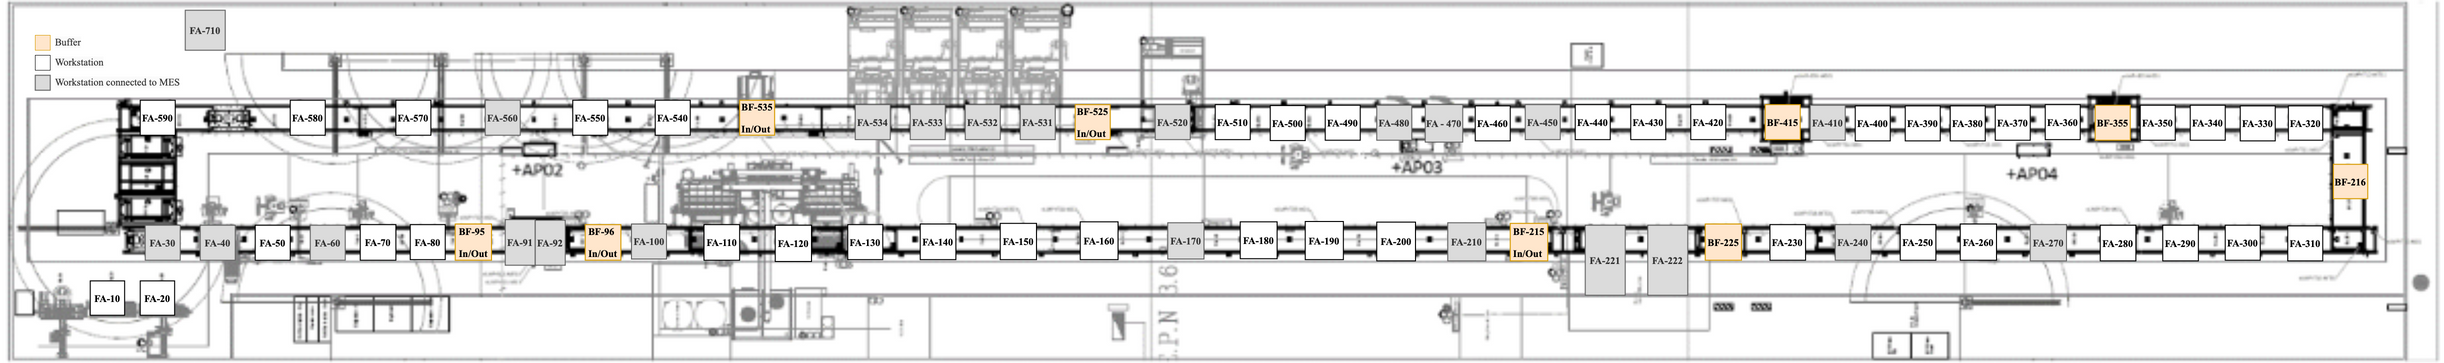 FA-710
Buffer
Workstation
Workstation connected to MES
FA-590
FA-580
FA-570
FA-560
FA-550
FA-540
BF-535
In/Out
FA-534
FA-533
FA-532
FA-531
BF-525
In/Out
FA-520
FA-510
FA-500
FA-490
FA-480
FA - 470
FA-460
FA-450
FA-440
FA-430
FA-420
BF-415
FA-410
FA-400
FA-390
FA-380
FA-370
FA-360
BF-355
FA-350
FA-340
FA-330
FA-320
+AP02
+AP03
+AP04
BF-216
FA-30
FA-40
FA-50
FA-60
FA-70
FA-80
BF-95
In/Out
FA-91
FA-92
BF-96
In/Out
FA-100
FA-110
FA-120
FA-130
FA-140
FA-150
FA-160
FA-170
FA-180
FA-190
FA-200
FA-210
BF-215
In/Out
FA-221
FA-222
BF-225
FA-230
FA-240
FA-250
FA-260
FA-270
FA-280
FA-290
FA-300
FA-310
FA-10
FA-20